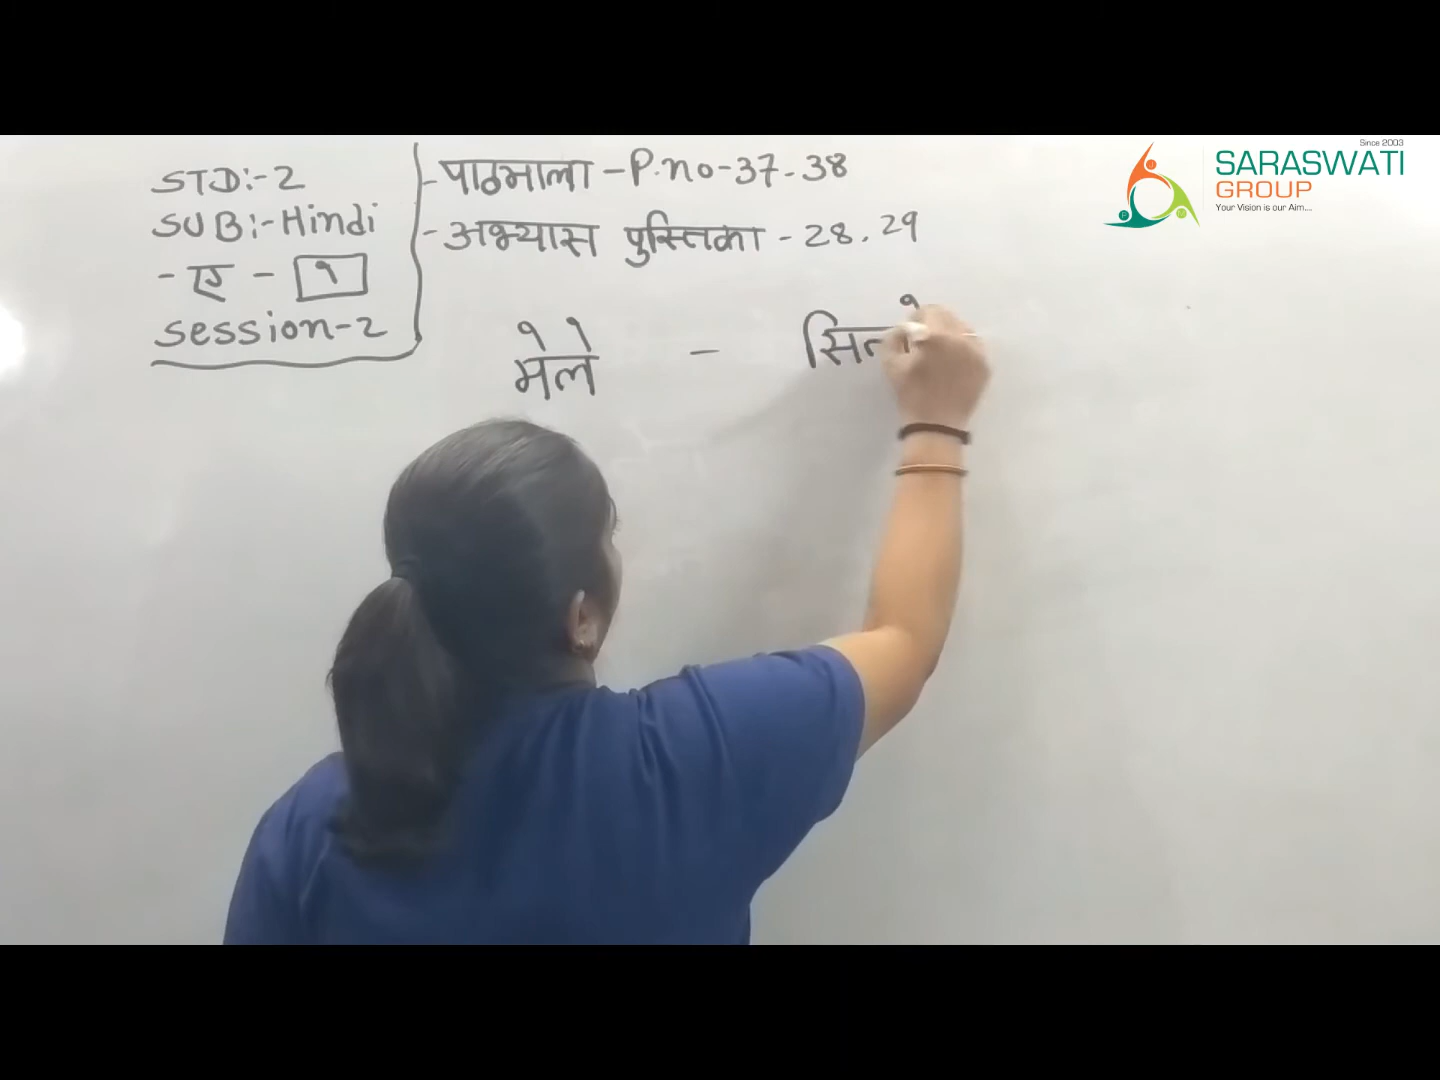 STD:-2
SUB:-Hindi
- ए - े
Session-2
- पाठमाला - P.no-37-38
- अभ्यास पुस्तिका - 28, 29
मेले -
Since 2003
SARASWATI
GROUP
Your Vision is our Aim....